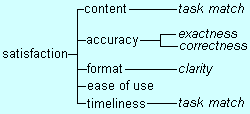 content task match
exactness
accuracy
correctness
satisfaction
format clarity
ease of use
timeliness task match